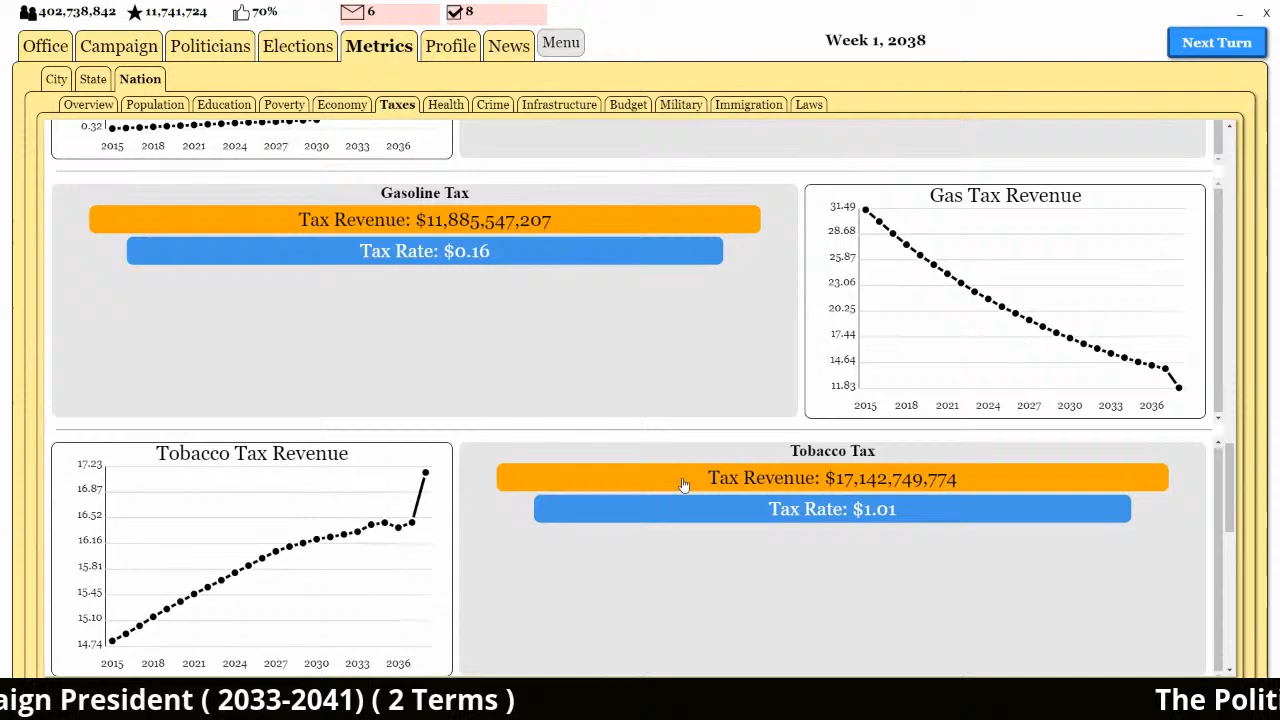 402,738,842 11,741,724 70% 6 8
_ X
Office Campaign Politicians Elections Metrics Profile News Menu Week 1, 2038 Next Turn
City State Nation
Overview Population Education Poverty Economy Taxes Health Crime Infrastructure Budget Military Immigration Laws
0.32
2015 2018 2021 2024 2027 2030 2033 2036
Gasoline Tax
Tax Revenue: $11,885,547,207
Tax Rate: $0.16
Gas Tax Revenue
31.49
28.68
25.87
23.06
20.25
17.44
14.64
11.83
2015 2018 2021 2024 2027 2030 2033 2036
Tobacco Tax Revenue
17.23
16.87
16.52
16.16
15.81
15.45
15.10
14.74
2015 2018 2021 2024 2027 2030 2033 2036
Tobacco Tax
Tax Revenue: $17,142,749,774
Tax Rate: $1.01
aign President ( 2033-2041) ( 2 Terms ) The Polit